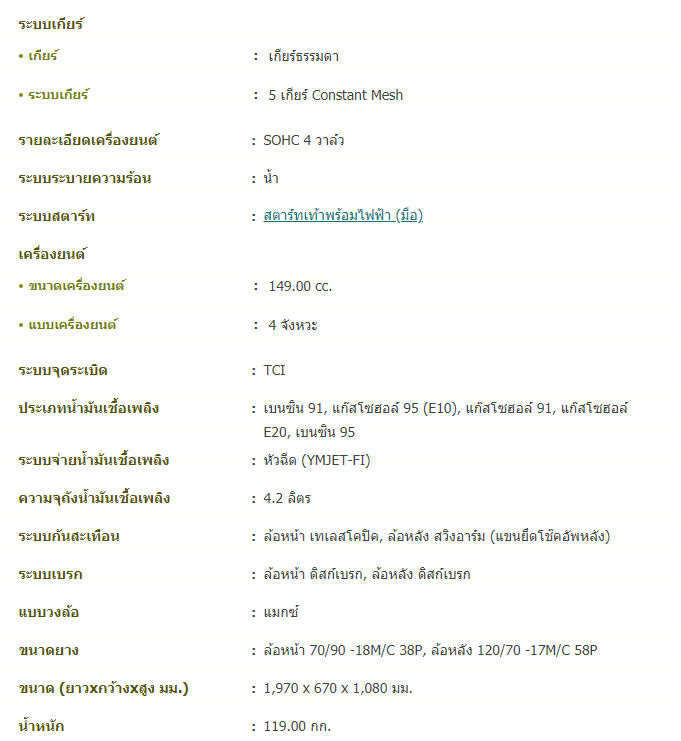 ระบบเกียร์
• เกียร์ : เกียร์ธรรมดา
• ระบบเกียร์ : 5 เกียร์ Constant Mesh
รายละเอียดเครื่องยนต์ : SOHC 4 วาล์ว
ระบบระบายความร้อน : น้ำ
ระบบสตาร์ท : สตาร์ทเท้าพร้อมไฟฟ้า (มือ)
เครื่องยนต์
• ขนาดเครื่องยนต์ : 149.00 cc.
• แบบเครื่องยนต์ : 4 จังหวะ
ระบบจุดระเบิด : TCI
ประเภทน้ำมันเชื้อเพลิง : เบนซิน 91, แก๊สโซฮอล์ 95 (E10), แก๊สโซฮอล์ 91, แก๊สโซฮอล์
E20, เบนซิน 95
ระบบจ่ายน้ำมันเชื้อเพลิง : หัวฉีด (YMJET-FI)
ความจุถังน้ำมันเชื้อเพลิง : 4.2 ลิตร
ระบบกันสะเทือน : ล้อหน้า เทเลสโคปิค, ล้อหลัง สวิงอาร์ม (แขนยึดโช๊คอัพหลัง)
ระบบเบรก : ล้อหน้า ดิสก์เบรก, ล้อหลัง ดิสก์เบรก
แบบวงล้อ : แมกซ์
ขนาดยาง : ล้อหน้า 70/90 -18M/C 38P, ล้อหลัง 120/70 -17M/C 58P
ขนาด (ยาวxกว้างxสูง มม.) : 1,970 x 670 x 1,080 มม.
น้ำหนัก : 119.00 กก.